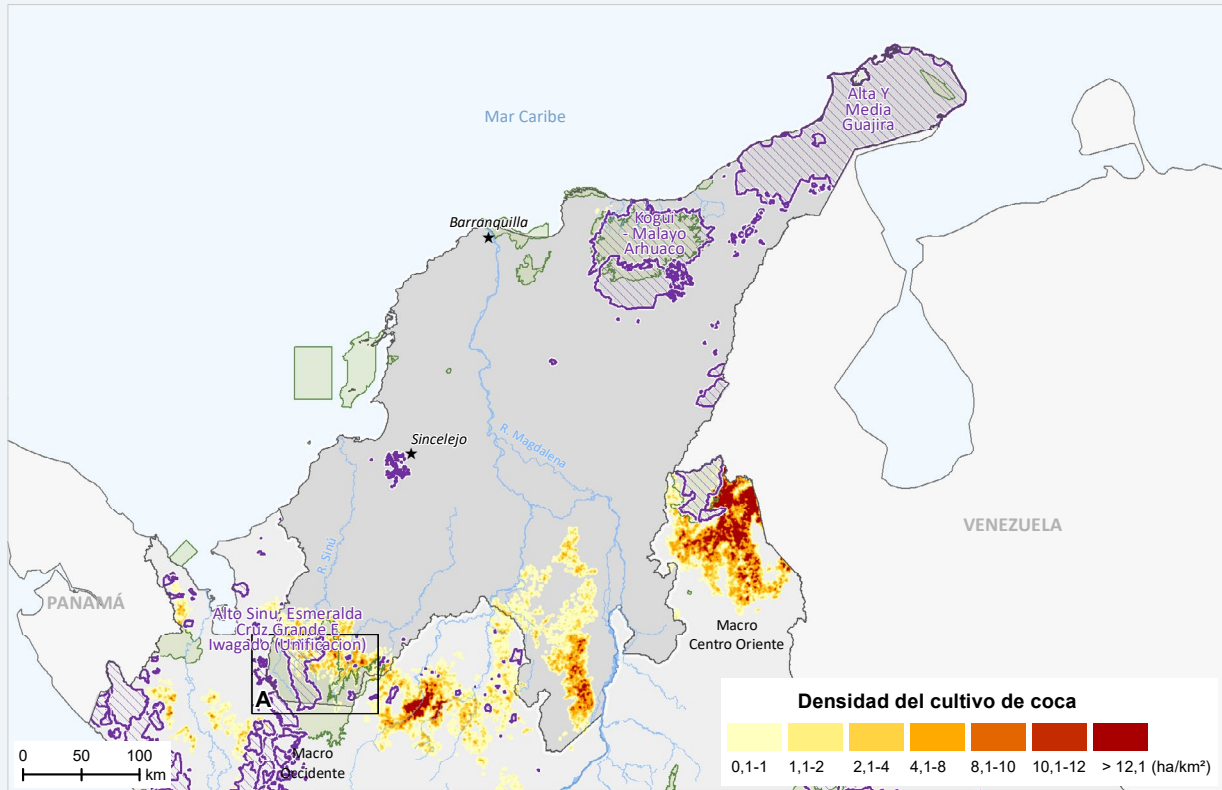 Mar Caribe
Alta Y
Media
Guajira
Barranquilla
Kogui
- Malayo
Arhuaco
Sincelejo
R. Magdalena
R. Sinú
VENEZUELA
PANAMÁ
Alto Sinu, Esmeralda
Cruz Grande E
Iwagado (Unificacion)
A
Macro
Centro Oriente
Macro
Occidente
0 50 100
km
Densidad del cultivo de coca
0,1-1 1,1-2 2,1-4 4,1-8 8,1-10 10,1-12 > 12,1 (ha/km²)